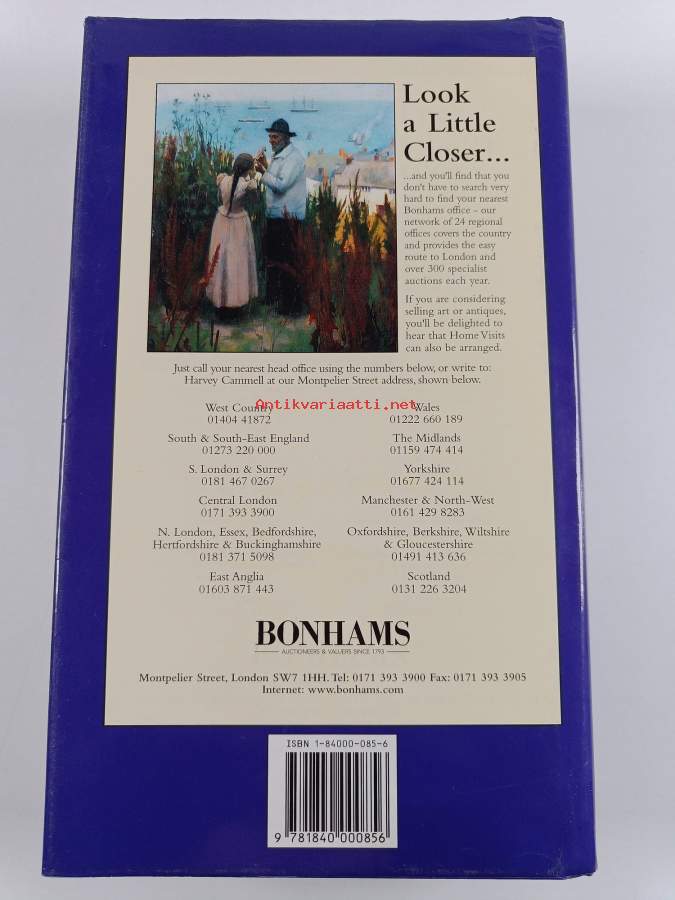 Look
a Little
Closer...
...and you'll find that you
don't have to search very
hard to find your nearest
Bonhams office - our
network of 24 regional
offices covers the country
and provides the easy
route to London and
over 300 specialist
auctions each year.
If you are considering
selling art or antiques,
you'll be delighted to
hear that Home Visits
can also be arranged.
Just call your nearest head office using the numbers below, or write to:
Harvey Cammell at our Montpelier Street address, shown below.
Antikvariaatti.net
West Country
01404 41872
Wales
01222 660 189
South & South-East England
01273 220 000
The Midlands
01159 474 414
S. London & Surrey
0181 467 0267
Yorkshire
01677 424 114
Central London
0171 393 3900
Manchester & North-West
0161 429 8283
N. London, Essex, Bedfordshire,
Hertfordshire & Buckinghamshire
0181 371 5098
Oxfordshire, Berkshire, Wiltshire
& Gloucestershire
01491 413 636
East Anglia
01603 871 443
Scotland
0131 226 3204
BONHAMS
AUCTIONEERS & VALUERS SINCE 1793
Montpelier Street, London SW7 1HH. Tel: 0171 393 3900 Fax: 0171 393 3905
Internet: www.bonhams.com
ISBN 1-84000-085-6
9 781840 000856